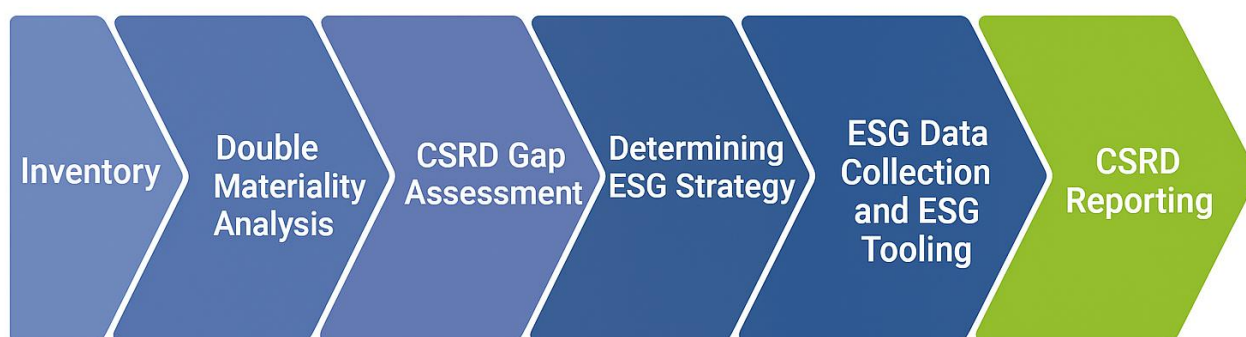 Inventory
Double
Materiality
Analysis
CSRD Gap
Assessment
Determining
ESG Strategy
ESG Data
Collection
and ESG
Tooling
CSRD
Reporting